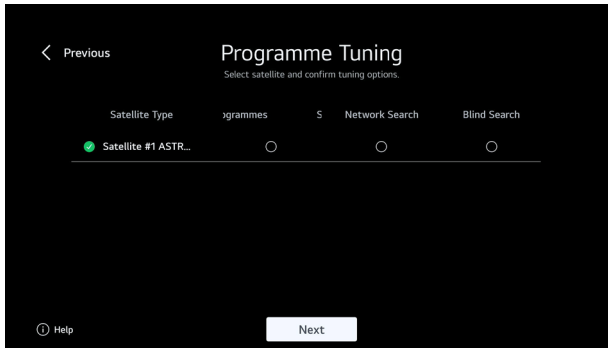 Previous
Programme Tuning
Select satellite and confirm tuning options.
Satellite Type ogrammes S Network Search Blind Search
Satellite #1 ASTR...
Help
Next